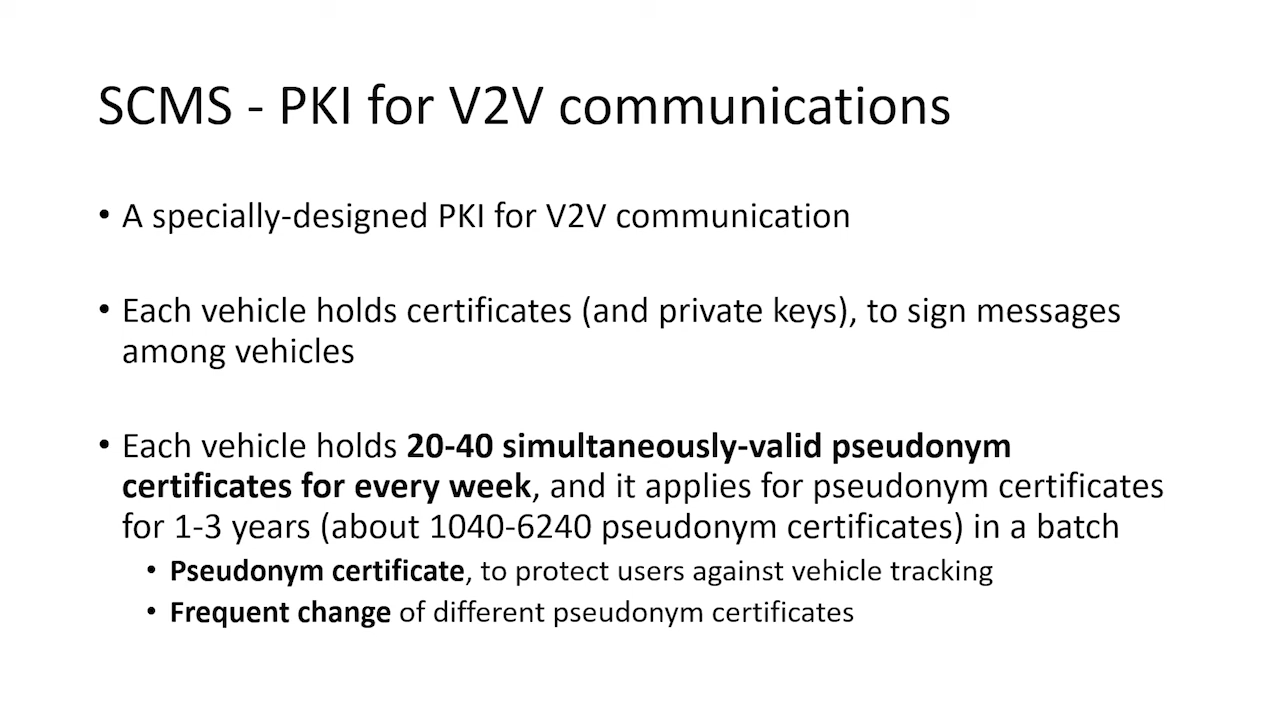 SCMS - PKI for V2V communications
• A specially-designed PKI for V2V communication
• Each vehicle holds certificates (and private keys), to sign messages
among vehicles
• Each vehicle holds 20-40 simultaneously-valid pseudonym
certificates for every week, and it applies for pseudonym certificates
for 1-3 years (about 1040-6240 pseudonym certificates) in a batch
• Pseudonym certificate, to protect users against vehicle tracking
• Frequent change of different pseudonym certificates